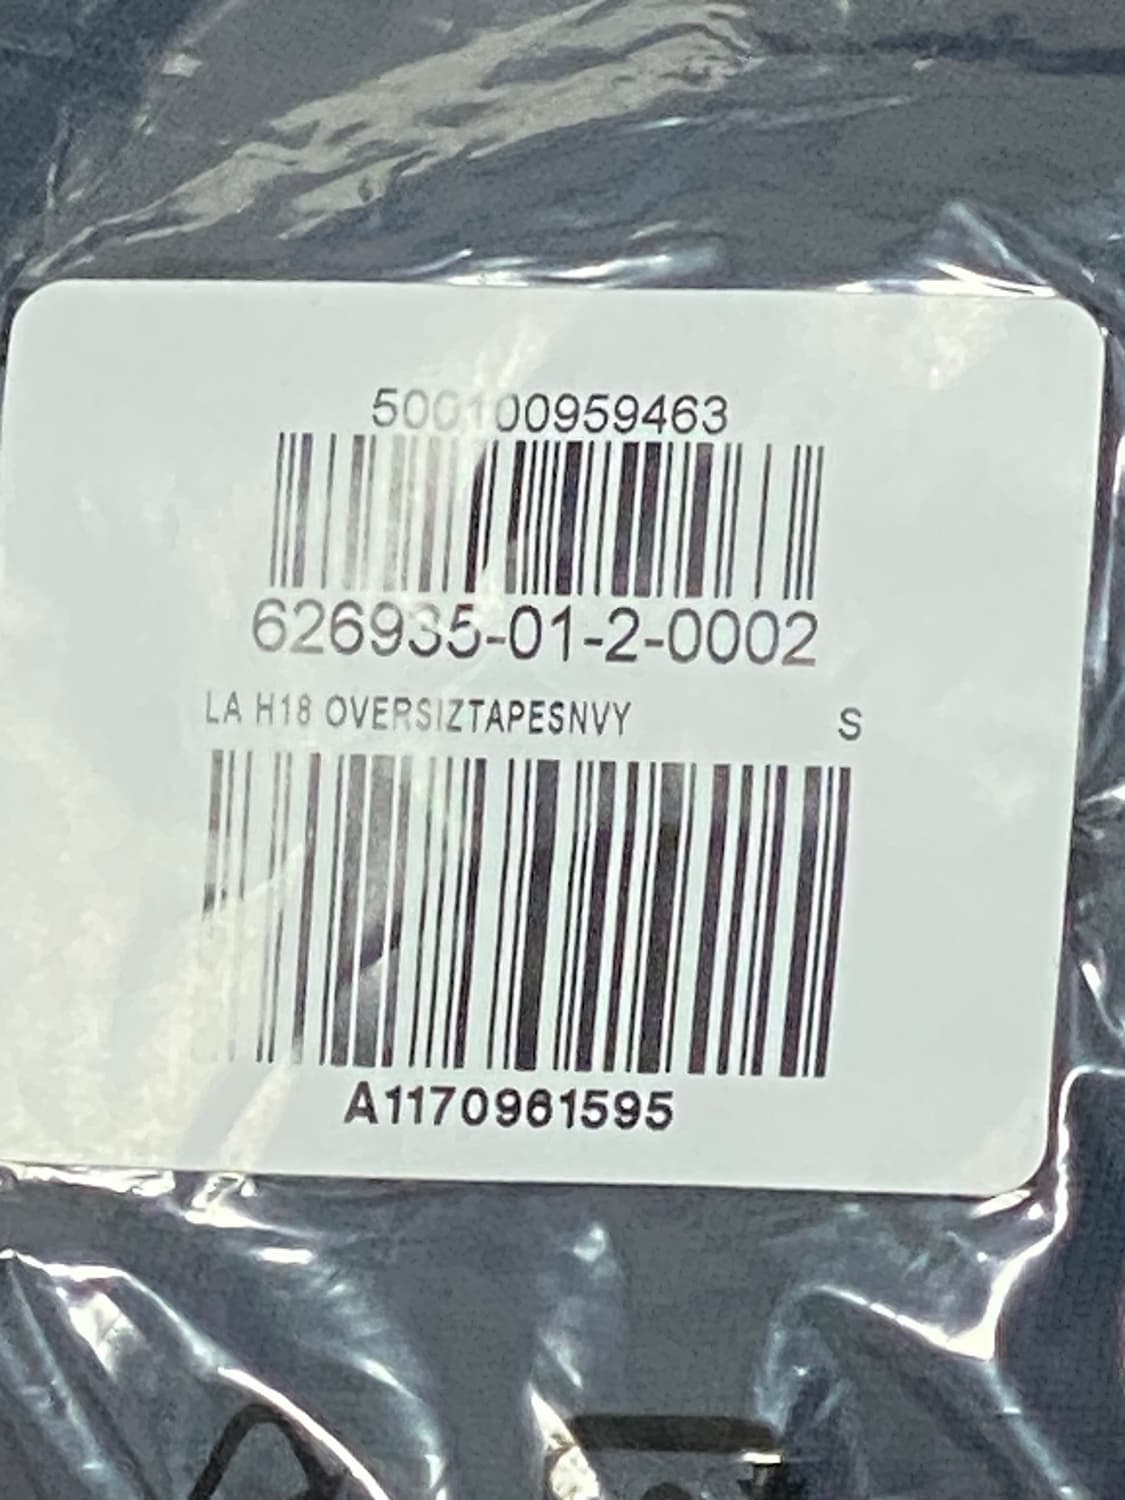 500100959463
626935-01-2-0002
LA H18 OVERSIZTAPESNVY S
A1170961595